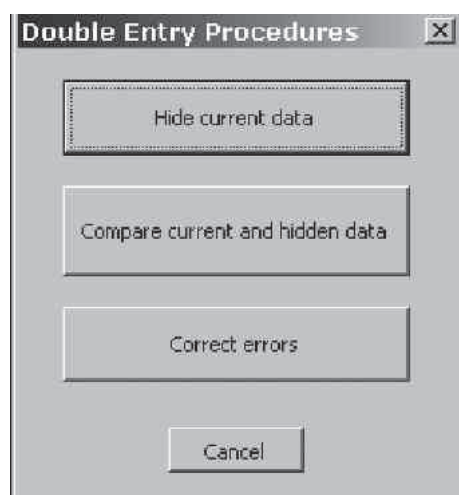 Double Entry Procedures
Hide current data
Compare current and hidden data
Correct errors
Cancel